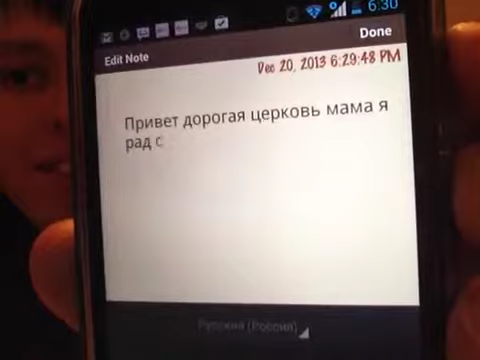 6:30
Edit Note
Done
Dec 20, 2013 6:29:48 PM
Привет дорогая церковь мама я
рад с
Русский (Россия)